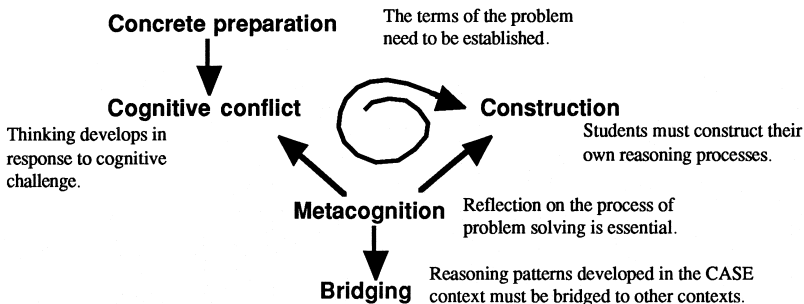 Concrete preparation
The terms of the problem
need to be established.
Cognitive conflict
Construction
Thinking develops in
response to cognitive
challenge.
Students must construct their
own reasoning processes.
Metacognition
Reflection on the process of
problem solving is essential.
Bridging
Reasoning patterns developed in the CASE
context must be bridged to other contexts.